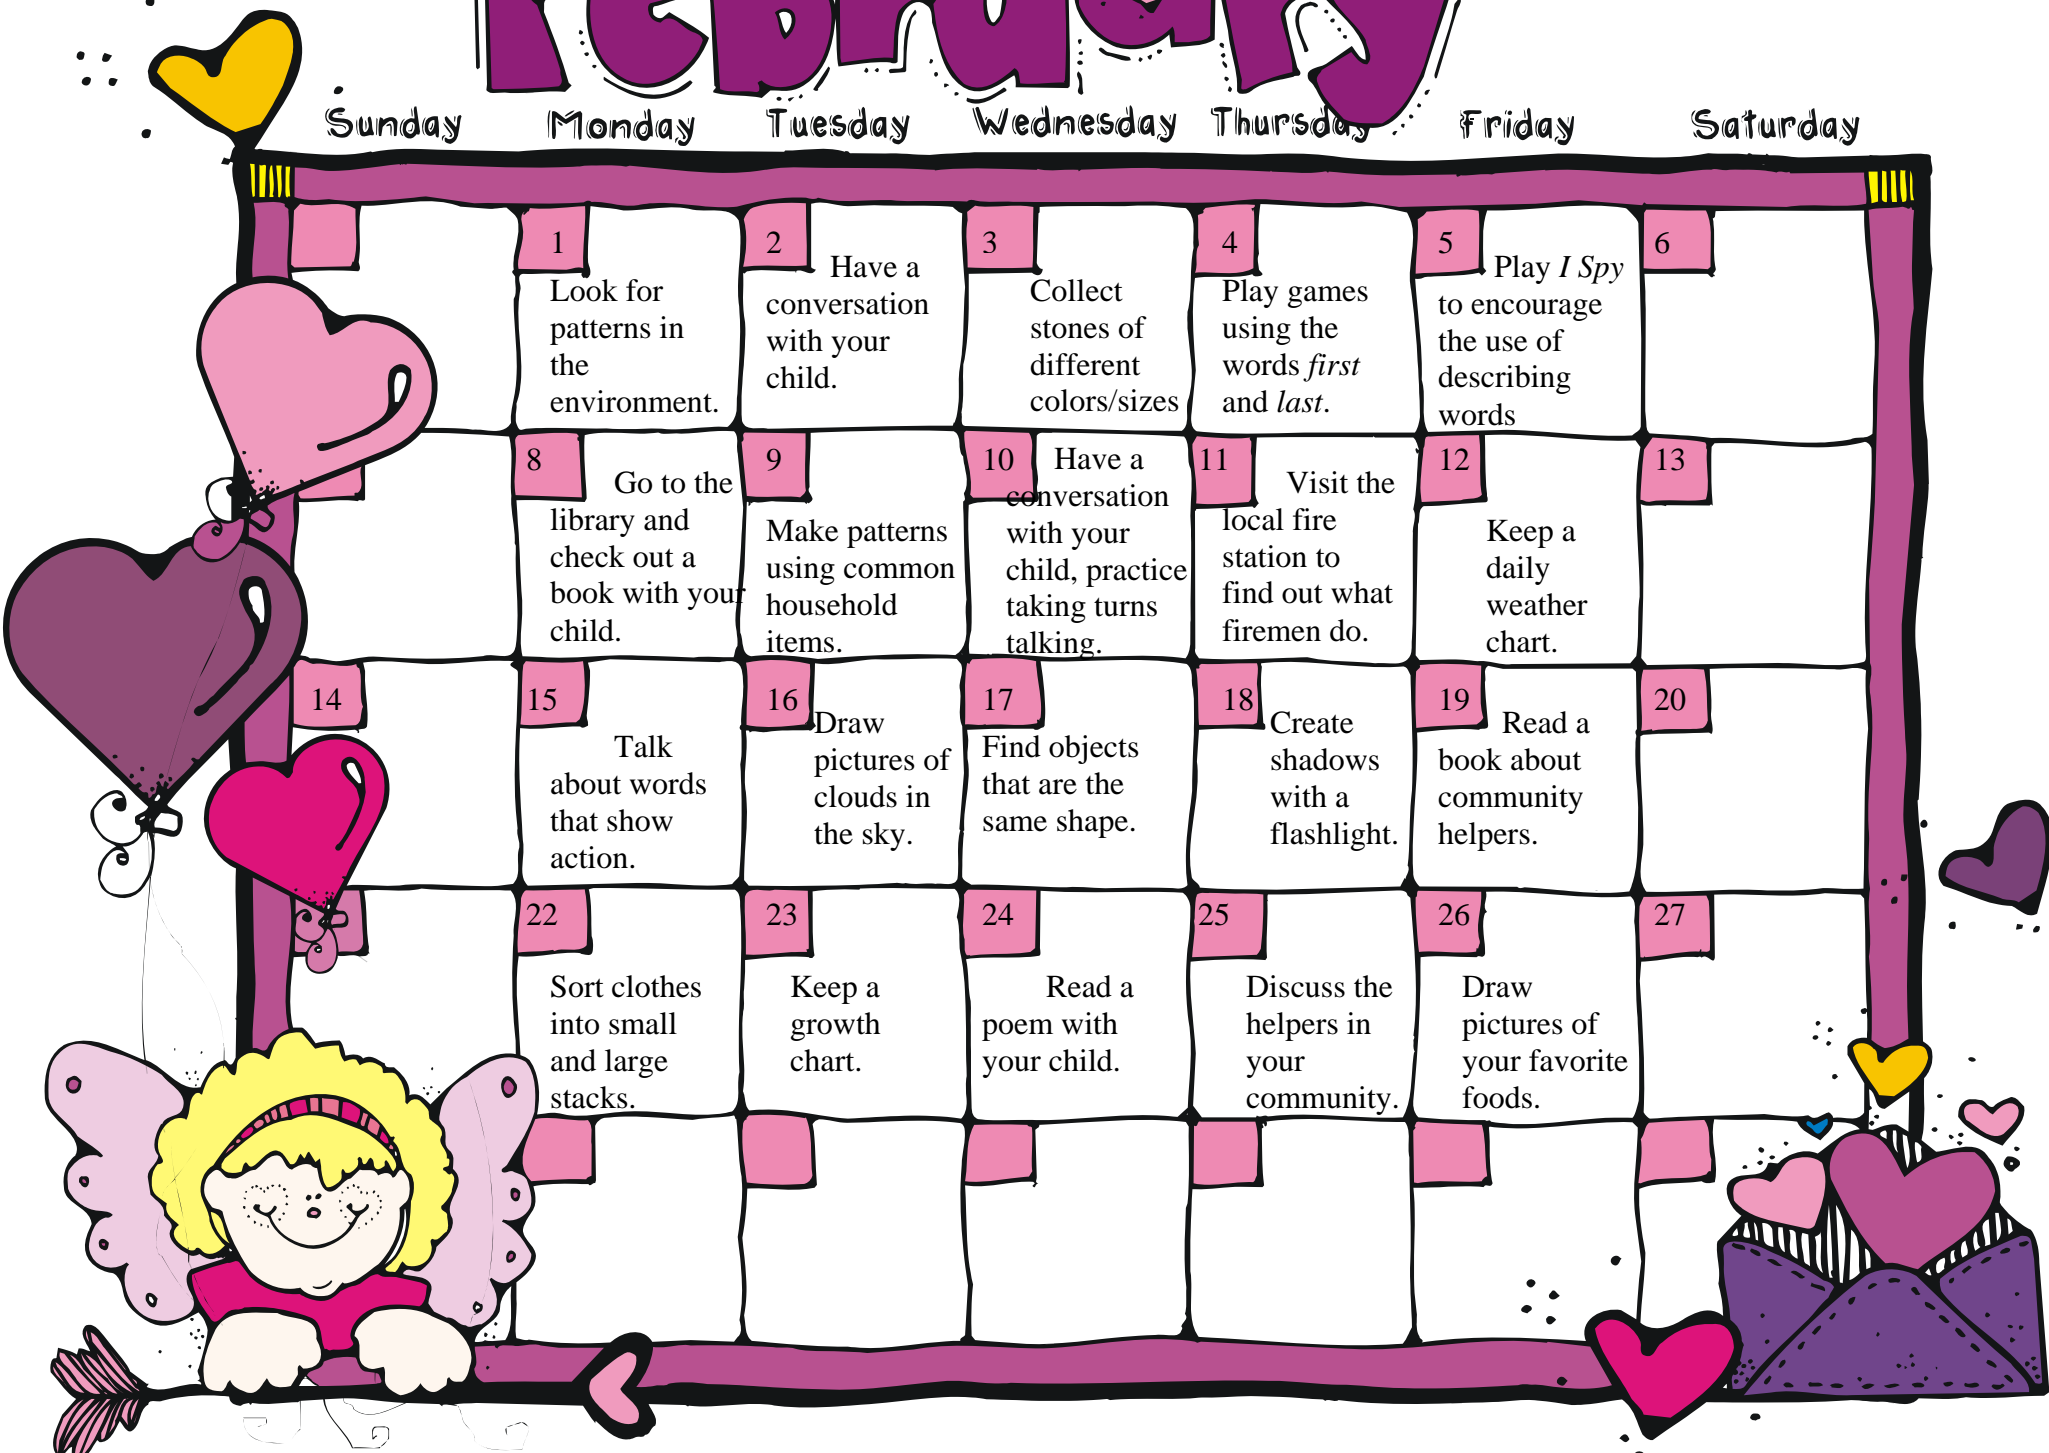 February
Sunday Monday Tuesday Wednesday Thursday Friday Saturday
1
Look for
patterns in
the
environment.
2
Have a
conversation
with your
child.
3
Collect
stones of
different
colors/sizes
4
Play games
using the
words first
and last.
5
Play I Spy
to encourage
the use of
describing
words
6
8
Go to the
library and
check out a
book with your
child.
9
Make patterns
using common
household
items.
10
Have a
conversation
with your
child, practice
taking turns
talking.
11
Visit the
local fire
station to
find out what
firemen do.
12
Keep a
daily
weather
chart.
13
14
15
Talk
about words
that show
action.
16
Draw
pictures of
clouds in
the sky.
17
Find objects
that are the
same shape.
18
Create
shadows
with a
flashlight.
19
Read a
book about
community
helpers.
20
22
Sort clothes
into small
and large
stacks.
23
Keep a
growth
chart.
24
Read a
poem with
your child.
25
Discuss the
helpers in
your
community.
26
Draw
pictures of
your favorite
foods.
27